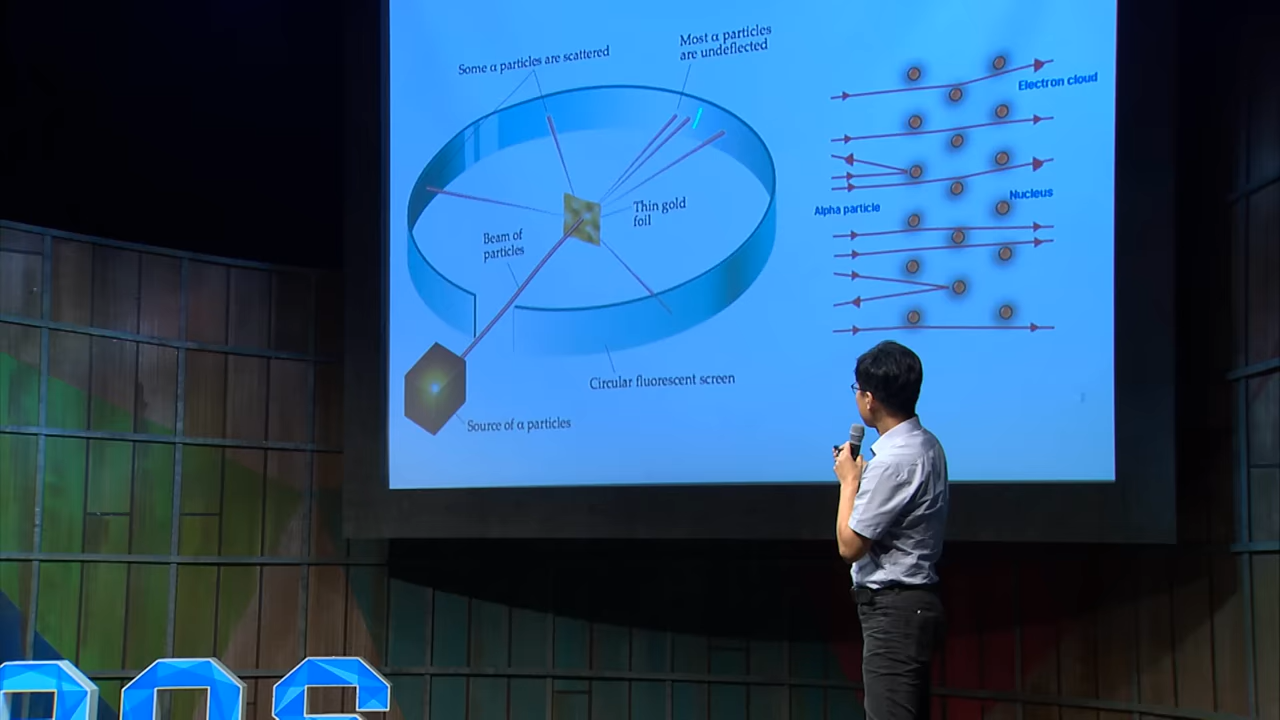 Some α particles are scattered
Most α particles
are undeflected
Electron cloud
Thin gold
foil
Nucleus
Alpha particle
Beam of
particles
Circular fluorescent screen
Source of α particles